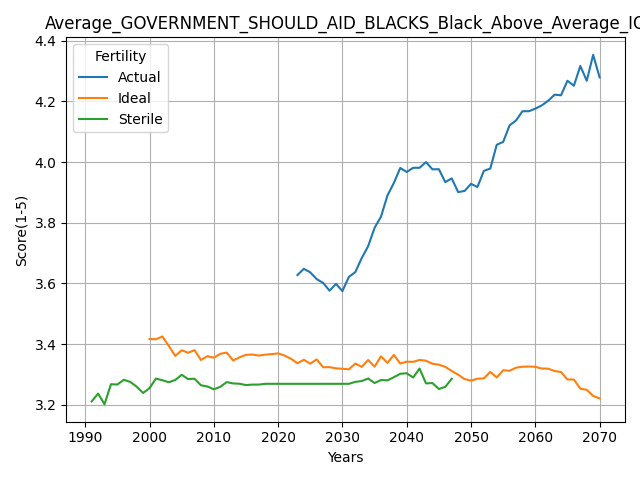 Average_GOVERNMENT_SHOULD_AID_BLACKS_Black_Above_Average_IQ
Fertility
Actual
Ideal
Sterile
Score(1-5)
4.4
4.2
4.0
3.8
3.6
3.4
3.2
1990 2000 2010 2020 2030 2040 2050 2060 2070
Years